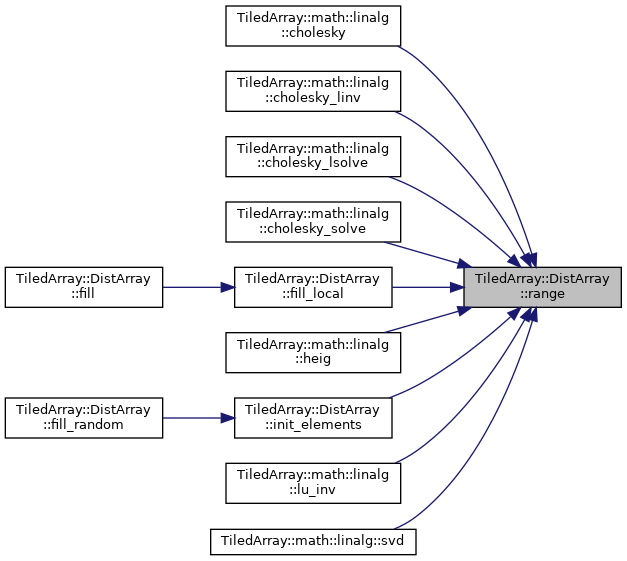 TiledArray::math::linalg
::cholesky
TiledArray::math::linalg
::cholesky_linv
TiledArray::math::linalg
::cholesky_lsolve
TiledArray::math::linalg
::cholesky_solve
TiledArray::DistArray
::fill
TiledArray::DistArray
::fill_local
TiledArray::DistArray
::range
TiledArray::math::linalg
::heig
TiledArray::DistArray
::fill_random
TiledArray::DistArray
::init_elements
TiledArray::math::linalg
::lu_inv
TiledArray::math::linalg::svd